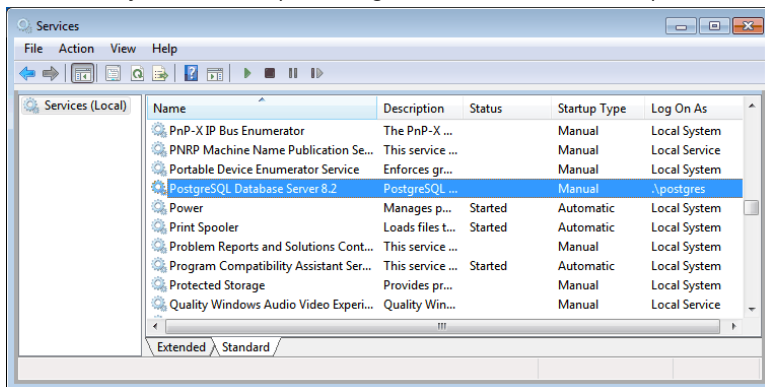 Services
File Action View Help
Services (Local)
Name Description Status Startup Type Log On As
PnP-X IP Bus Enumerator The PnP-X ... Manual Local System
PNRP Machine Name Publication Se... This service ... Manual Local Service
Portable Device Enumerator Service Enforces gr... Manual Local System
PostgreSQL Database Server 8.2 PostgreSQL ... Manual .\postgres
Power Manages p... Started Automatic Local System
Print Spooler Loads files t... Started Automatic Local System
Problem Reports and Solutions Cont... This service ... Manual Local System
Program Compatibility Assistant Ser... This service ... Started Automatic Local System
Protected Storage Provides pr... Manual Local System
Quality Windows Audio Video Experi... Quality Win... Manual Local Service
Extended Standard